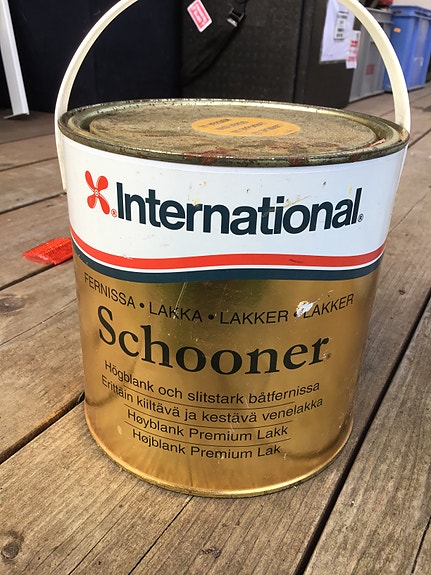 International
FERNISSA • LAKKA • LAKKER • LAKKER
Schooner
Högblank och slitstark båtfernissa
Erittäin kiiltävä ja kestävä venelakka
Høyblank Premium Lakk
Højblank Premium Lak